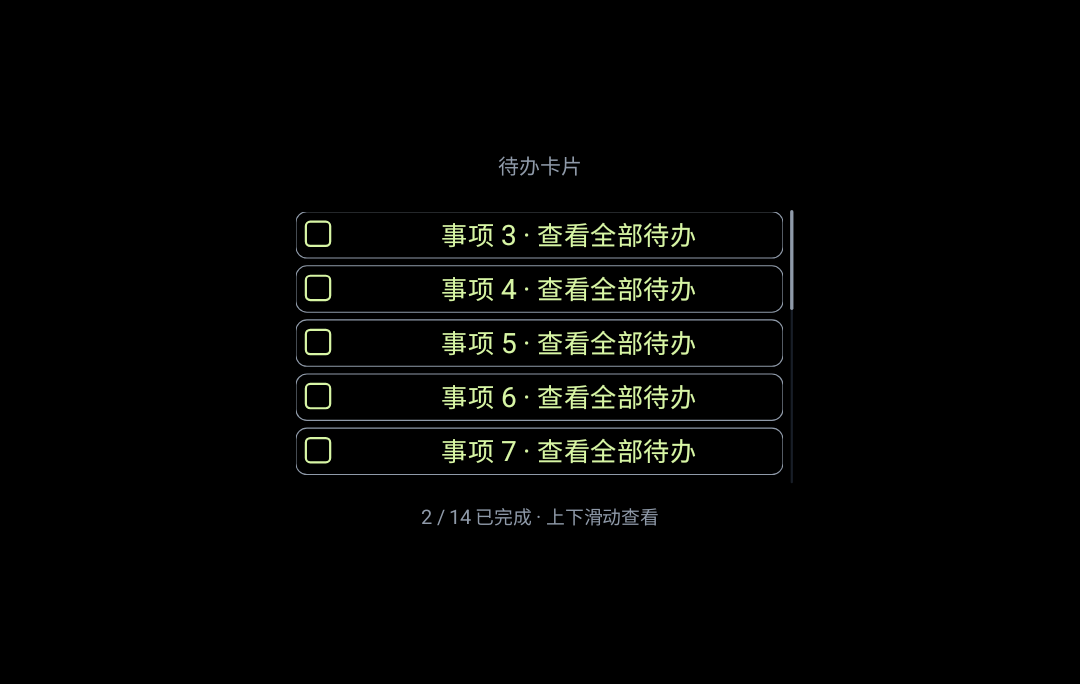 待办卡片
事项 3 · 查看全部待办
事项 4 · 查看全部待办
事项 5 · 查看全部待办
事项 6 · 查看全部待办
事项 7 · 查看全部待办
2 / 14 已完成 · 上下滑动查看